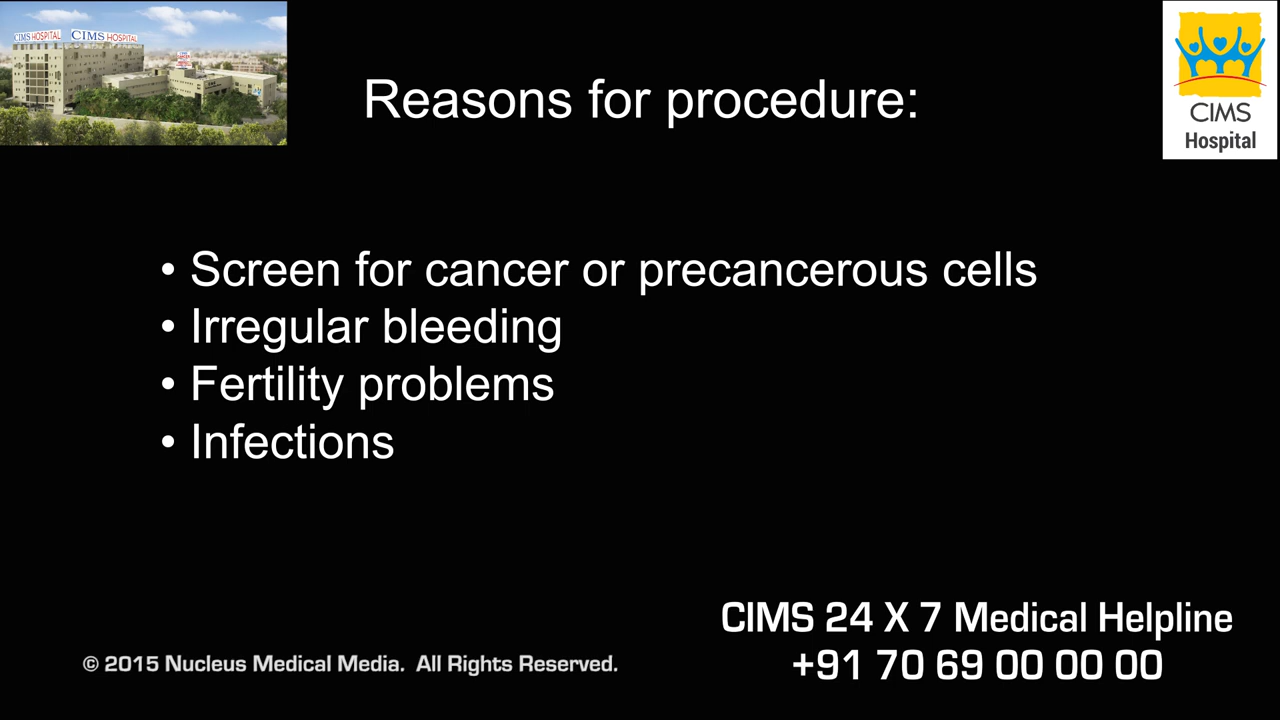 CIMS HOSPITAL CIMS HOSPITAL
Reasons for procedure:
CIMS
Hospital
• Screen for cancer or precancerous cells
• Irregular bleeding
• Fertility problems
• Infections
CIMS 24 X 7 Medical Helpline
+91 70 69 00 00 00
© 2015 Nucleus Medical Media. All Rights Reserved.